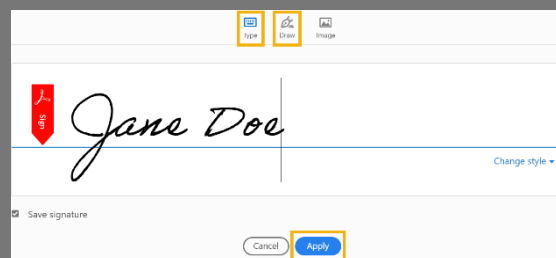 Type Draw Image
Sign
Jane Doe
Change style
Save signature
Cancel Apply